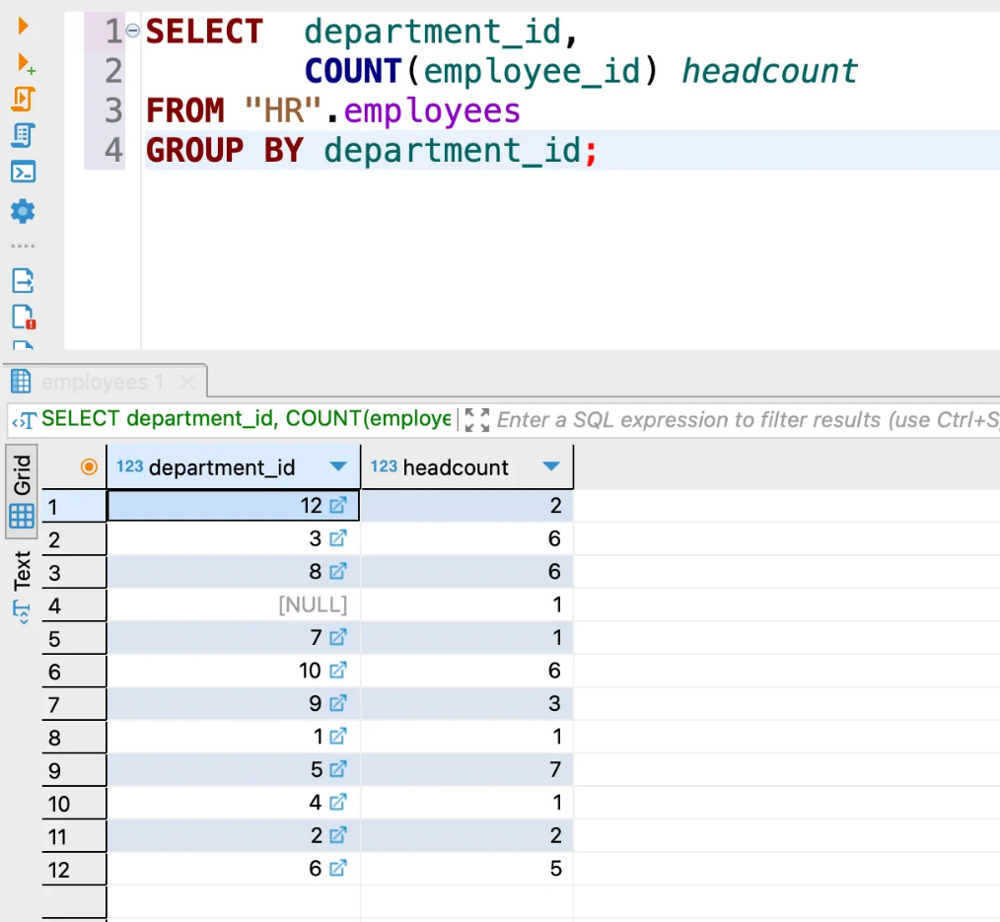 1 SELECT department_id,
2 COUNT(employee_id) headcount
3 FROM "HR".employees
4 GROUP BY department_id;
employees 1
SELECT department_id, COUNT(employe
Enter a SQL expression to filter results (use Ctrl+S
Grid
Text
123 department_id 123 headcount
1 12 2
2 3 6
3 8 6
4 [NULL] 1
5 7 1
6 10 6
7 9 3
8 1 1
9 5 7
10 4 1
11 2 2
12 6 5